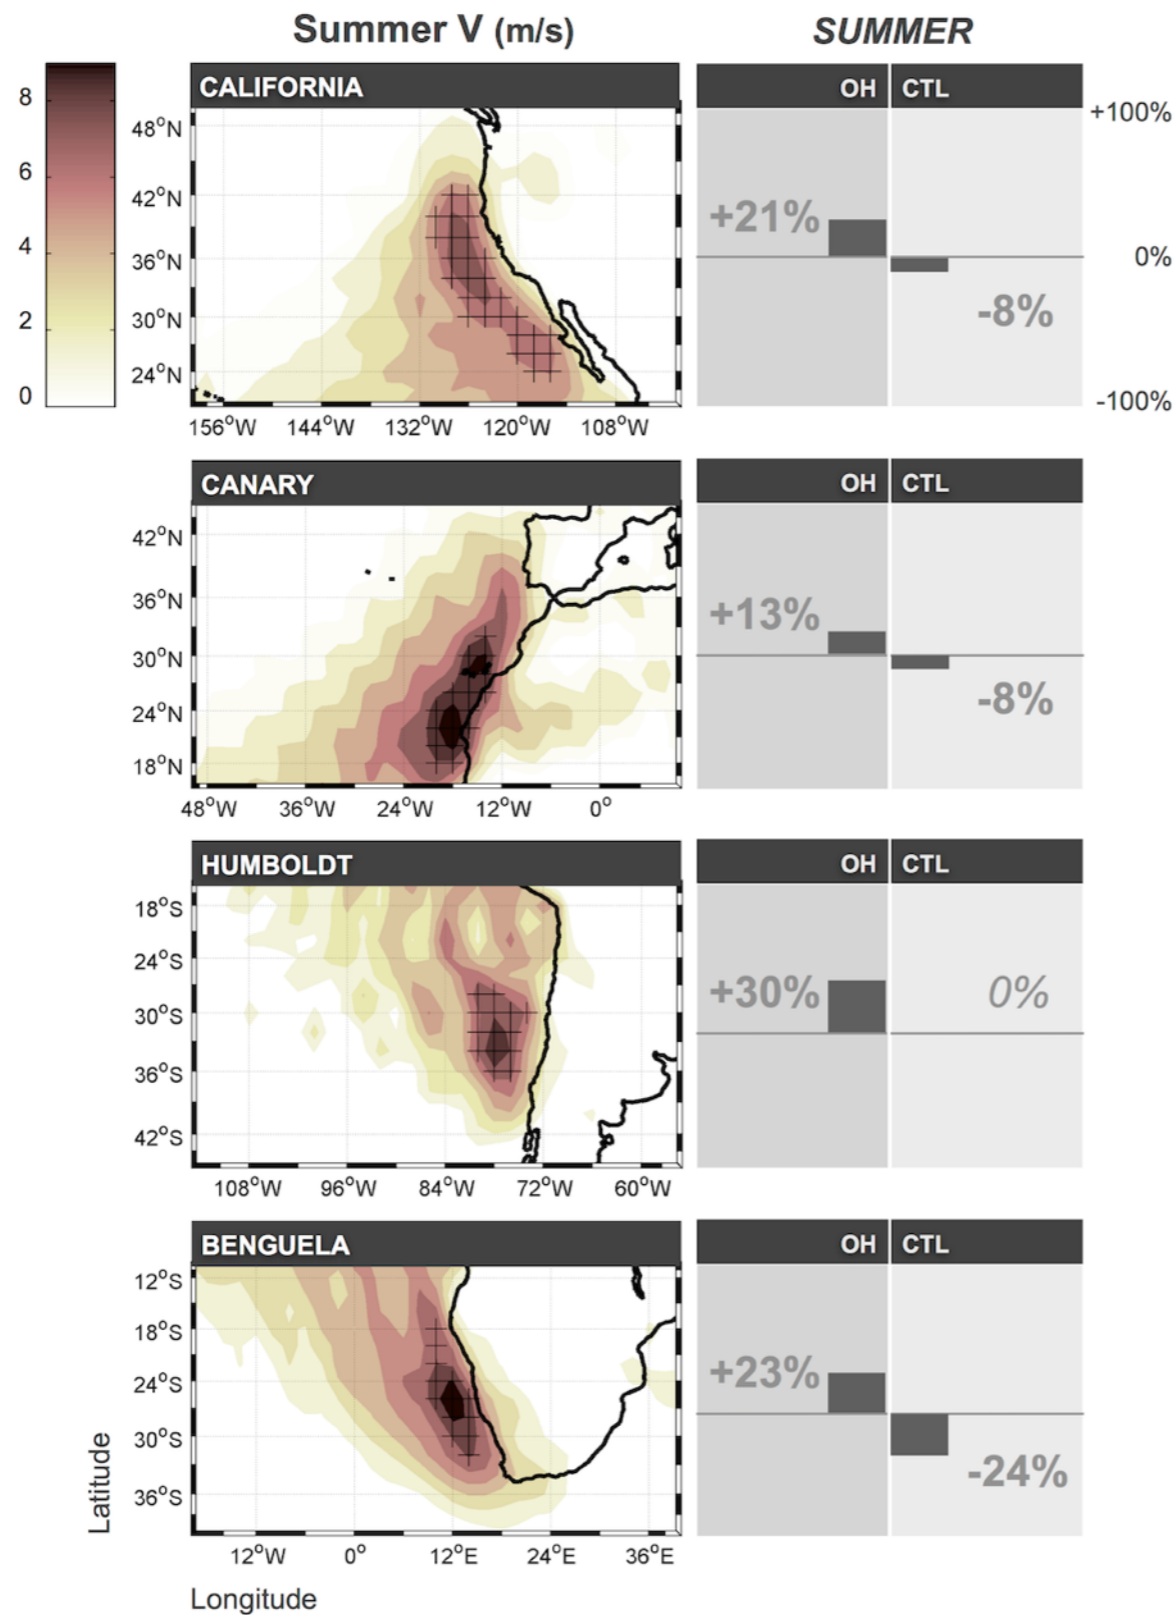 Summer V (m/s)
SUMMER
8
6
4
2
0
CALIFORNIA
48°N
42°N
36°N
30°N
24°N
156°W 144°W 132°W 120°W 108°W
OH CTL
+21%
-8%
+100%
0%
-100%
CANARY
42°N
36°N
30°N
24°N
18°N
48°W 36°W 24°W 12°W 0°
OH CTL
+13%
-8%
HUMBOLDT
18°S
24°S
30°S
36°S
42°S
108°W 96°W 84°W 72°W 60°W
OH CTL
+30%
0%
BENGUELA
12°S
18°S
24°S
30°S
36°S
12°W 0° 12°E 24°E 36°E
OH CTL
+23%
-24%
Latitude
Longitude